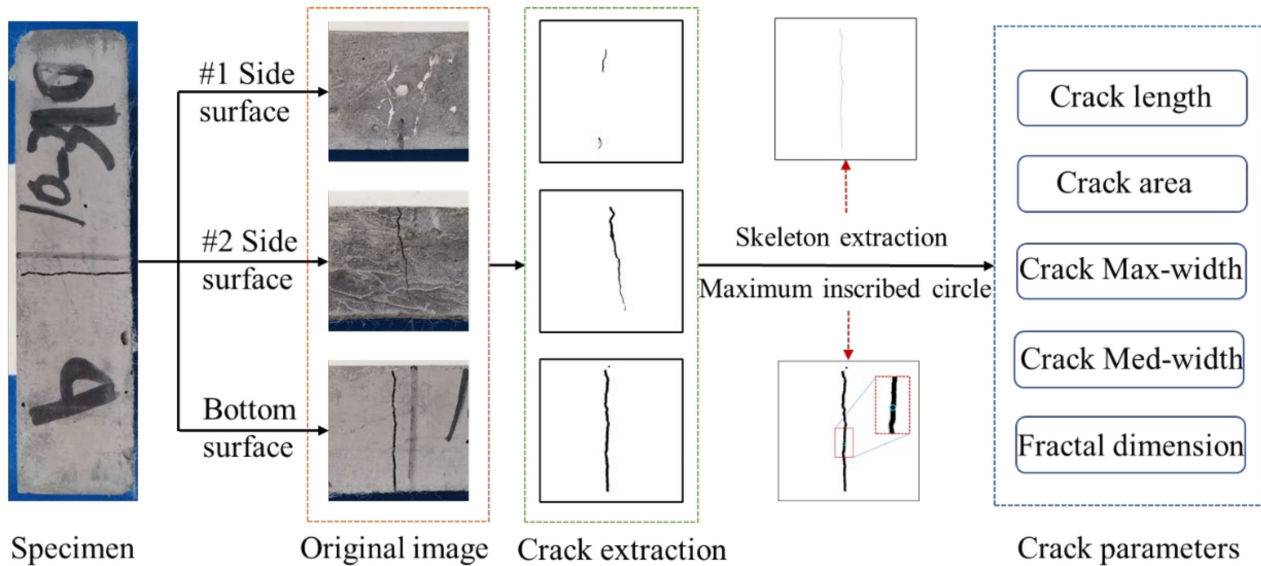 #1 Side
surface
#2 Side
surface
Bottom
surface
Skeleton extraction
Maximum inscribed circle
Crack length
Crack area
Crack Max-width
Crack Med-width
Fractal dimension
Specimen
Original image
Crack extraction
Crack parameters